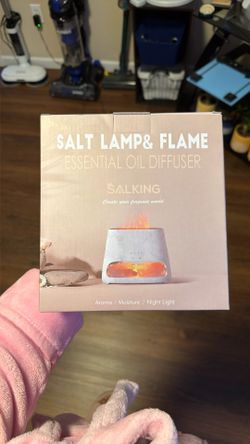 SALT LAMP& FLAME
ESSENTIAL OIL DIFFUSER
SALKING
Create your fragrant world
Aroma / Moisture / Night Light